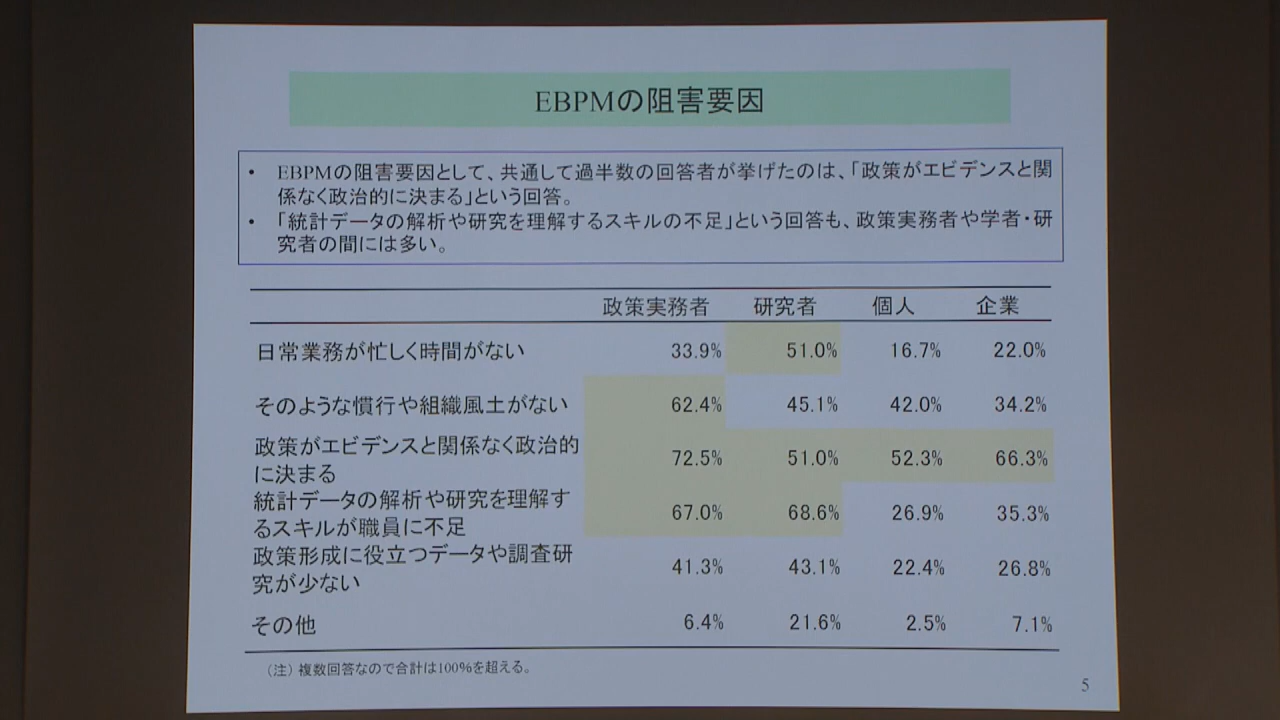 EBPMの阻害要因
• EBPMの阻害要因として、共通して過半数の回答者が挙げたのは、「政策がエビデンスと関
係なく政治的に決まる」という回答。
• 「統計データの解析や研究を理解するスキルの不足」という回答も、政策実務者や学者・研
究者の間には多い。
政策実務者 研究者 個人 企業
日常業務が忙しく時間がない 33.9% 51.0% 16.7% 22.0%
そのような慣行や組織風土がない 62.4% 45.1% 42.0% 34.2%
政策がエビデンスと関係なく政治的
に決まる 72.5% 51.0% 52.3% 66.3%
統計データの解析や研究を理解す
るスキルが職員に不足 67.0% 68.6% 26.9% 35.3%
政策形成に役立つデータや調査研
究が少ない 41.3% 43.1% 22.4% 26.8%
その他 6.4% 21.6% 2.5% 7.1%
（注） 複数回答なので合計は100%を超える。
5